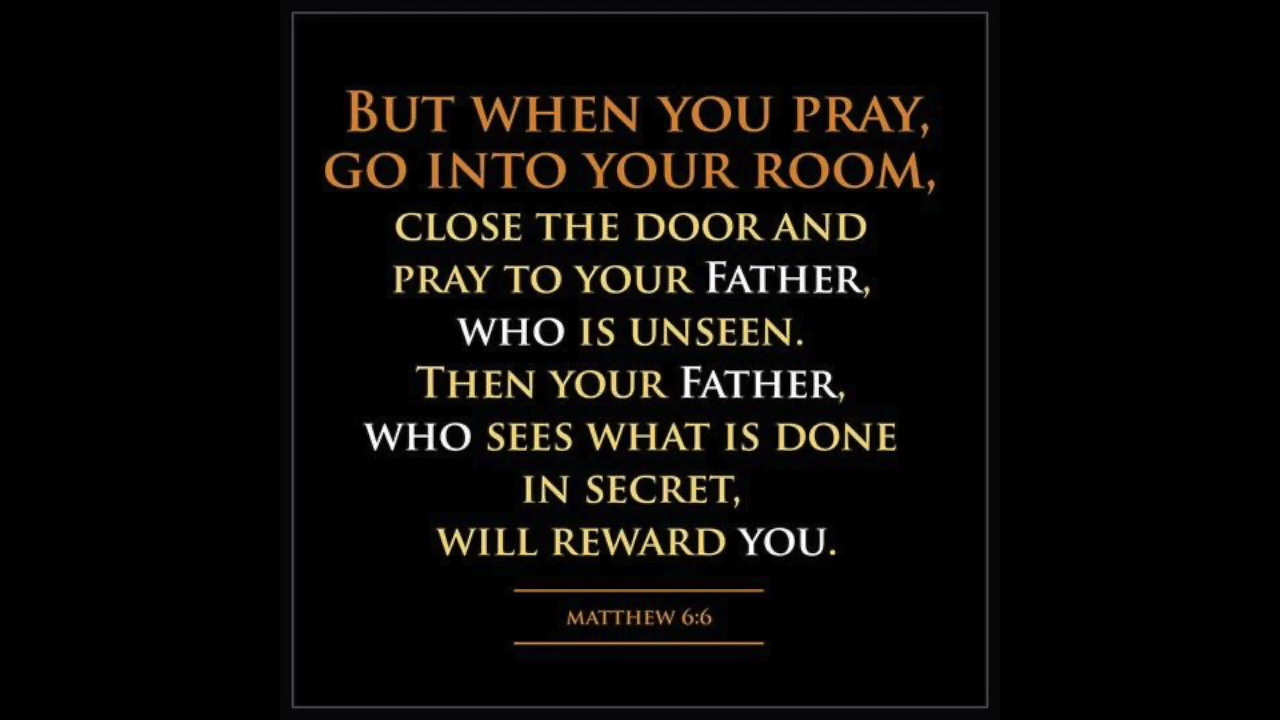 But when you pray,
go into your room,
close the door and
pray to your Father,
who is unseen.
Then your Father,
who sees what is done
in secret,
will reward you.
Matthew 6:6